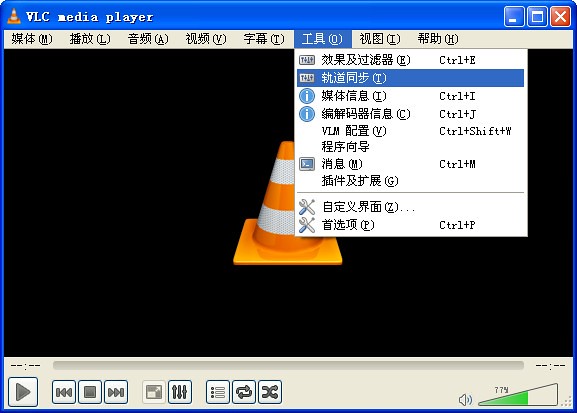 VLC media player
媒体(M) 播放(L) 音频(A) 视频(V) 字幕(T) 工具(O) 视图(I) 帮助(H)
效果及过滤器(E) Ctrl+E
轨道同步(T)
媒体信息(I) Ctrl+I
编解码器信息(C) Ctrl+J
VLM 配置(V) Ctrl+Shift+W
程序向导
消息(M) Ctrl+M
插件及扩展(G)
自定义界面(Z)...
首选项(P) Ctrl+P
--:-- --:--
77%